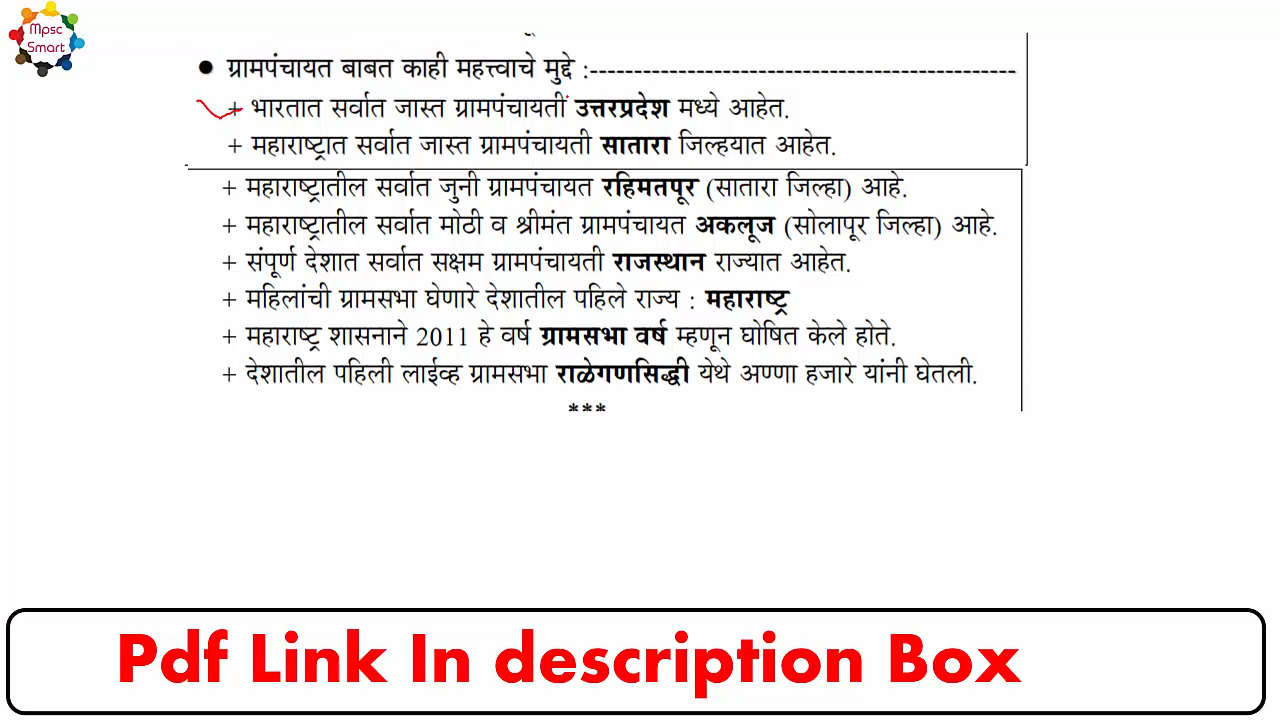 Mpsc
Smart
● ग्रामपंचायत बाबत काही महत्त्वाचे मुद्दे :------------------------------------------------
+ भारतात सर्वात जास्त ग्रामपंचायतीं उत्तरप्रदेश मध्ये आहेत.
+ महाराष्ट्रात सर्वात जास्त ग्रामपंचायती सातारा जिल्हयात आहेत.
+ महाराष्ट्रातील सर्वात जुनी ग्रामपंचायत रहिमतपूर (सातारा जिल्हा) आहे.
+ महाराष्ट्रातील सर्वात मोठी व श्रीमंत ग्रामपंचायत अकलूज (सोलापूर जिल्हा) आहे.
+ संपूर्ण देशात सर्वात सक्षम ग्रामपंचायती राजस्थान राज्यात आहेत.
+ महिलांची ग्रामसभा घेणारे देशातील पहिले राज्य : महाराष्ट्र
+ महाराष्ट्र शासनाने 2011 हे वर्ष ग्रामसभा वर्ष म्हणून घोषित केले होते.
+ देशातील पहिली लाईव्ह ग्रामसभा राळेगणसिद्धी येथे अण्णा हजारे यांनी घेतली.
***
Pdf Link In description Box